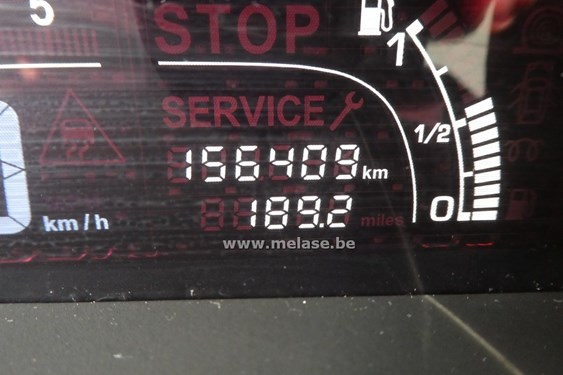 5
STOP
1
SERVICE
1/2
156409 km
189.2 miles
0
km/h
www.melase.be